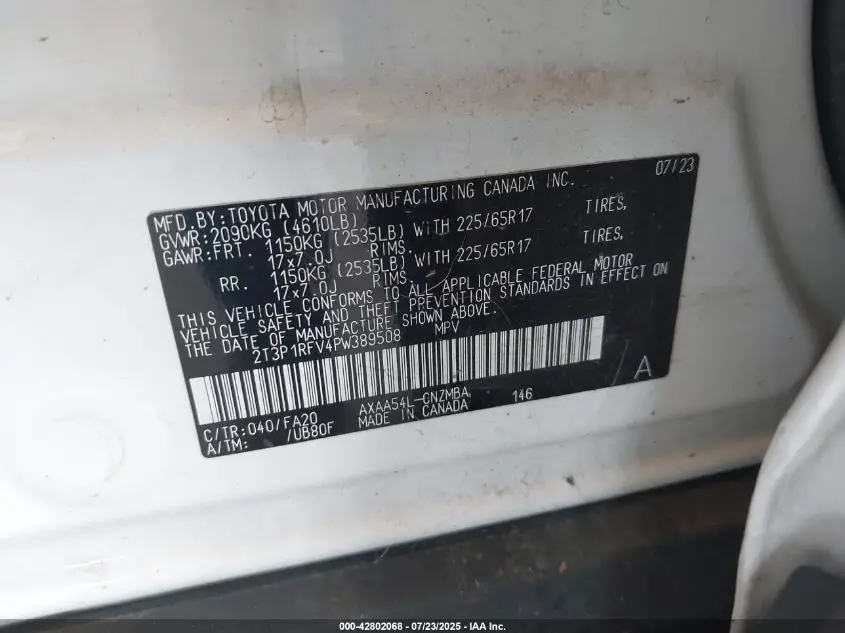 MFD.BY:TOYOTA MOTOR MANUFACTURING CANADA INC. 07/23
GVWR:2090KG (4610LB)
GAWR:FRT. 1150KG (2535LB) WITH 225/65R17 TIRES,
17x7.0J RIMS.
RR. 1150KG (2535LB) WITH 225/65R17 TIRES,
17x7.0J RIMS.
THIS VEHICLE CONFORMS TO ALL APPLICABLE FEDERAL MOTOR
VEHICLE SAFETY AND THEFT PREVENTION STANDARDS IN EFFECT ON
THE DATE OF MANUFACTURE SHOWN ABOVE.
2T3P1RFV4PW389508 MPV
A
C/TR:040/FA20 AXAA54L-CNZMBA 146
A/TM: /UB80F MADE IN CANADA
000-42802068 - 07/23/2025 - IAA Inc.